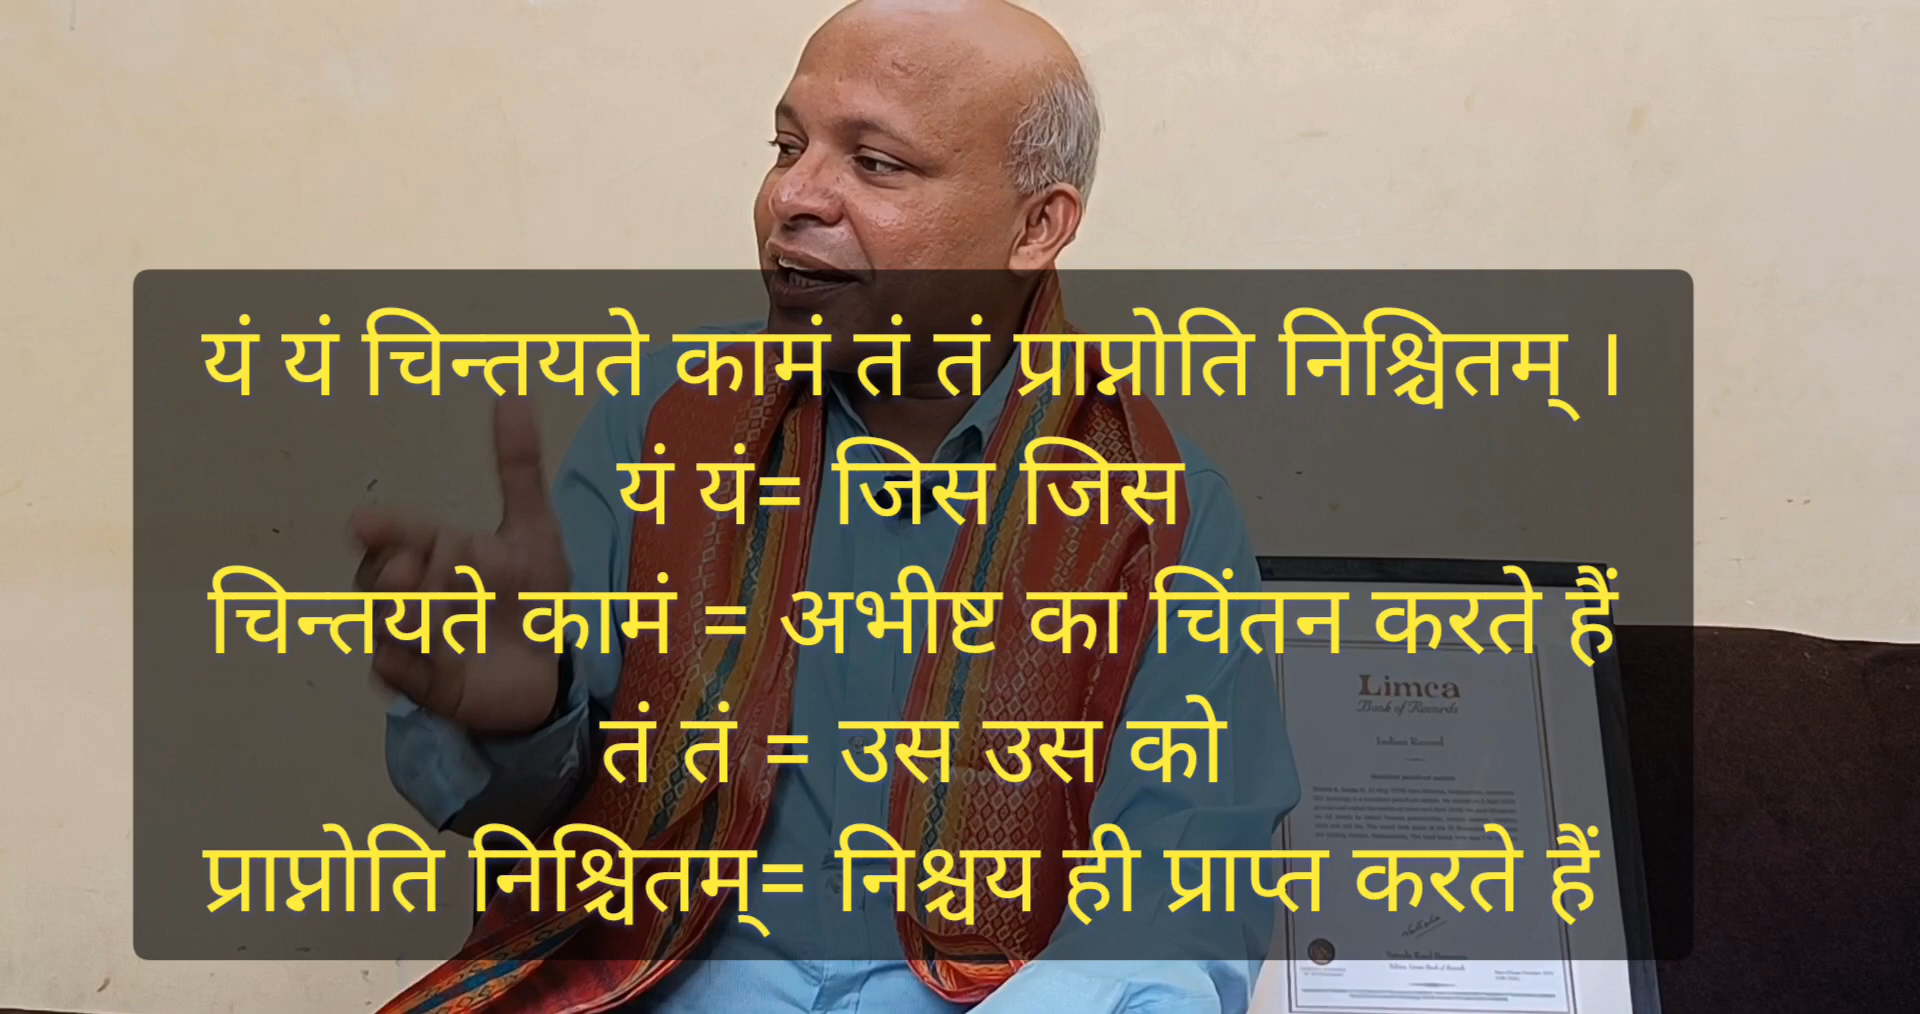 यं यं चिन्तयते कामं तं तं प्राप्नोति निश्चितम् ।
यं यं= जिस जिस
चिन्तयते कामं = अभीष्ट का चिंतन करते हैं
तं तं = उस उस को
प्राप्नोति निश्चितम्= निश्चय ही प्राप्त करते हैं
Limca
Book of Records
Indian Record